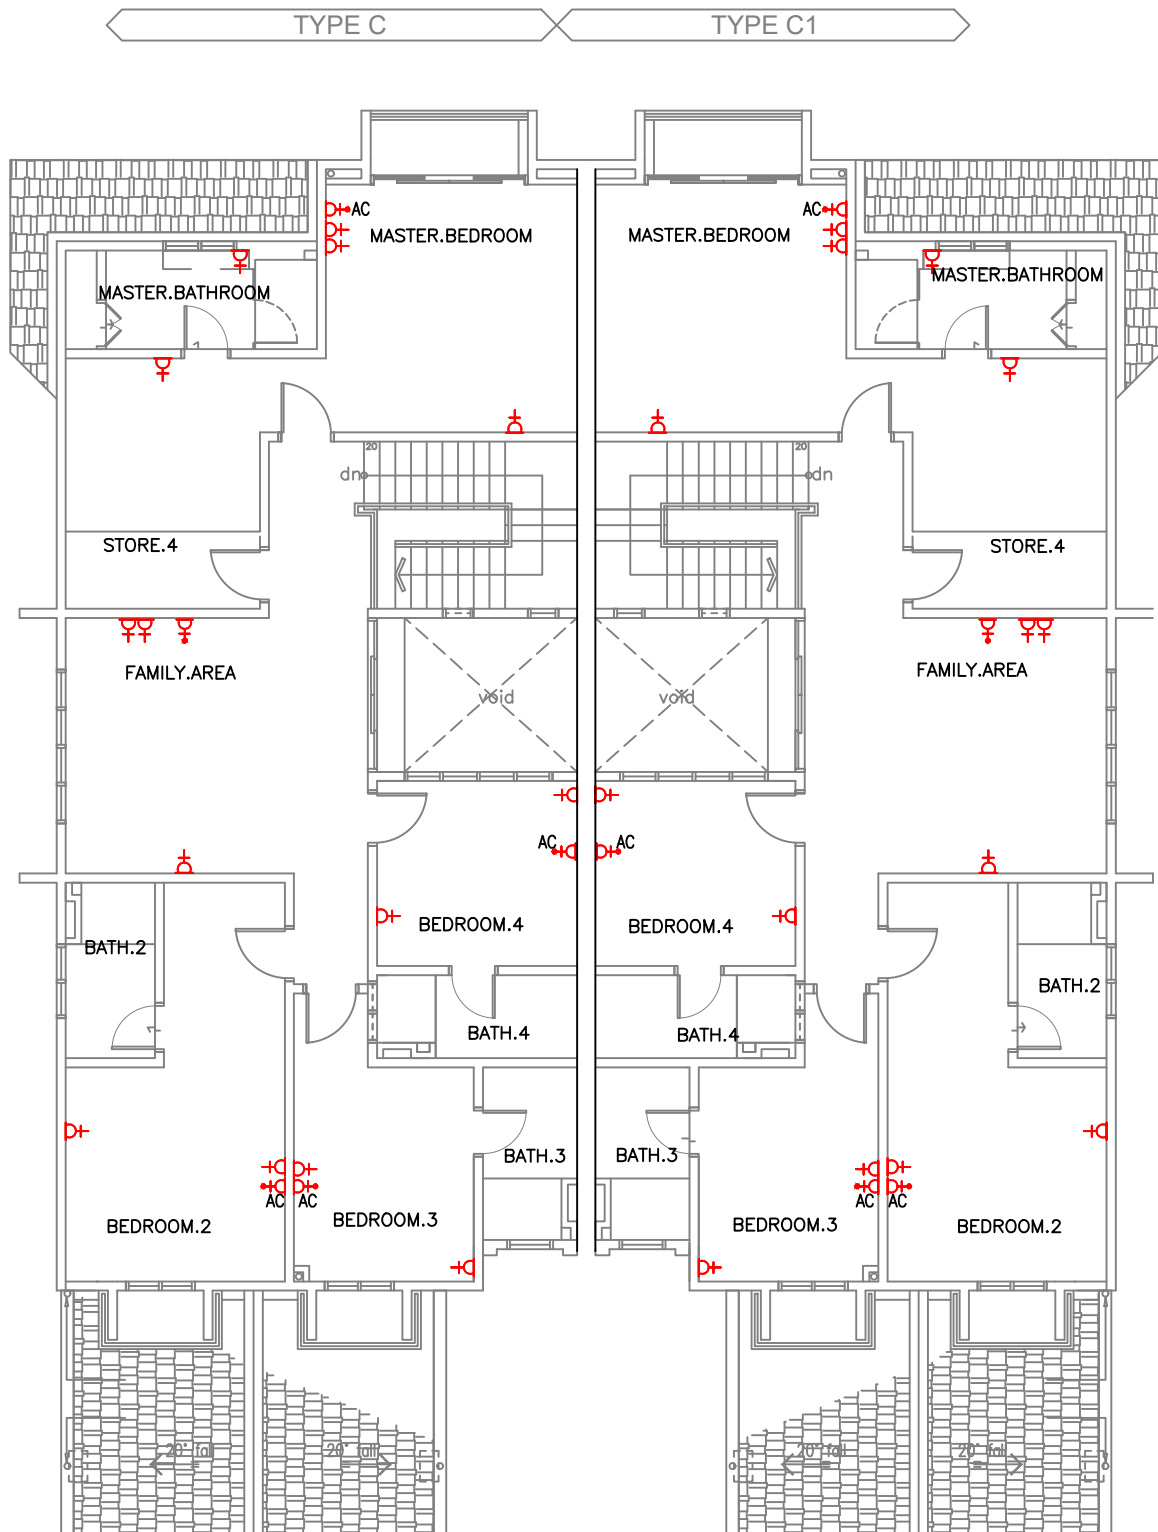 TYPE C
TYPE C1
AC
AC
MASTER.BEDROOM
MASTER.BEDROOM
MASTER.BATHROOM
MASTER.BATHROOM
20
20
dn
dn
STORE.4
STORE.4
FAMILY.AREA
FAMILY.AREA
void
void
AC
AC
BEDROOM.4
BEDROOM.4
BATH.2
BATH.2
BATH.4
BATH.4
BATH.3
BATH.3
AC
AC
AC
AC
BEDROOM.2
BEDROOM.3
BEDROOM.3
BEDROOM.2
20° fall
20° fall
20° fall
20° fall